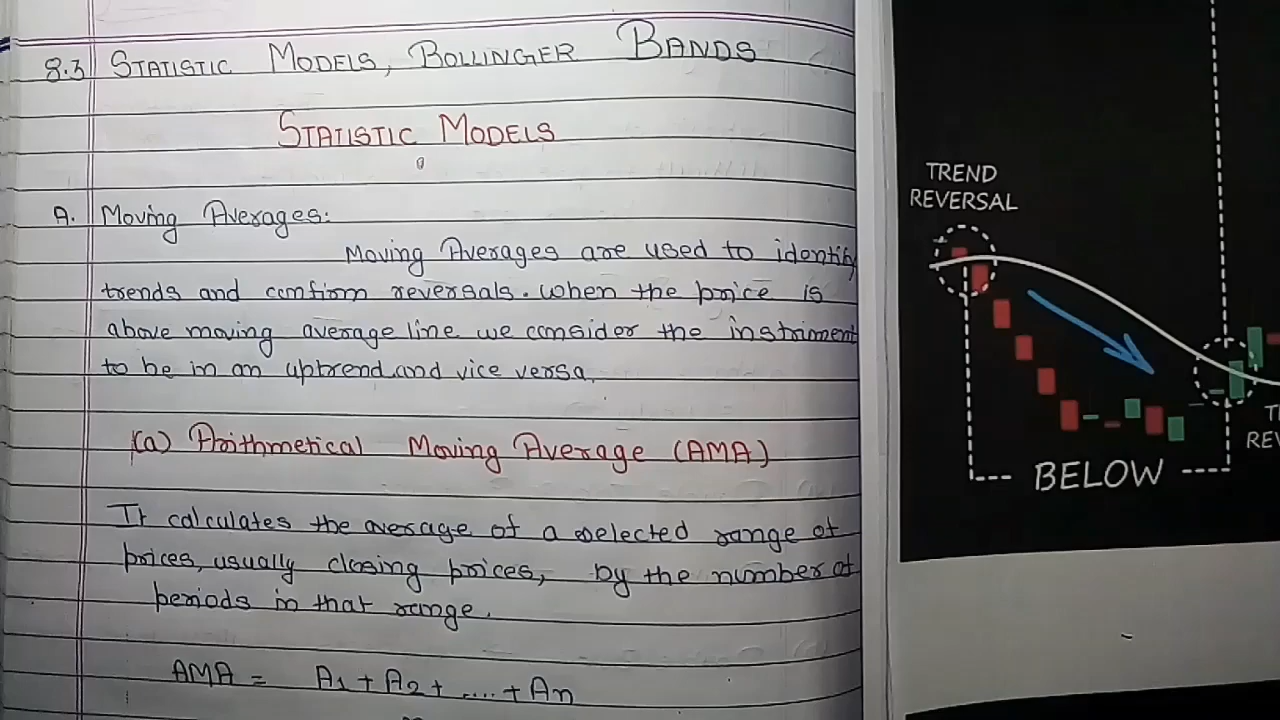 8.3 STATISTIC MODELS, BOLLINGER BANDS
STATISTIC MODELS
A. Moving Averages:
Moving Averages are used to identify
trends and confirm reversals. When the price is
above moving average line we consider the instriment
to be in an uptrend and vice versa.
(a) Arithmetical Moving Average (AMA)
It calculates the average of a selected range of
prices, usually closing prices, by the number of
periods in that range.
AMA = A1 + A2 + ..... + An
TREND
REVERSAL
BELOW
T
REV